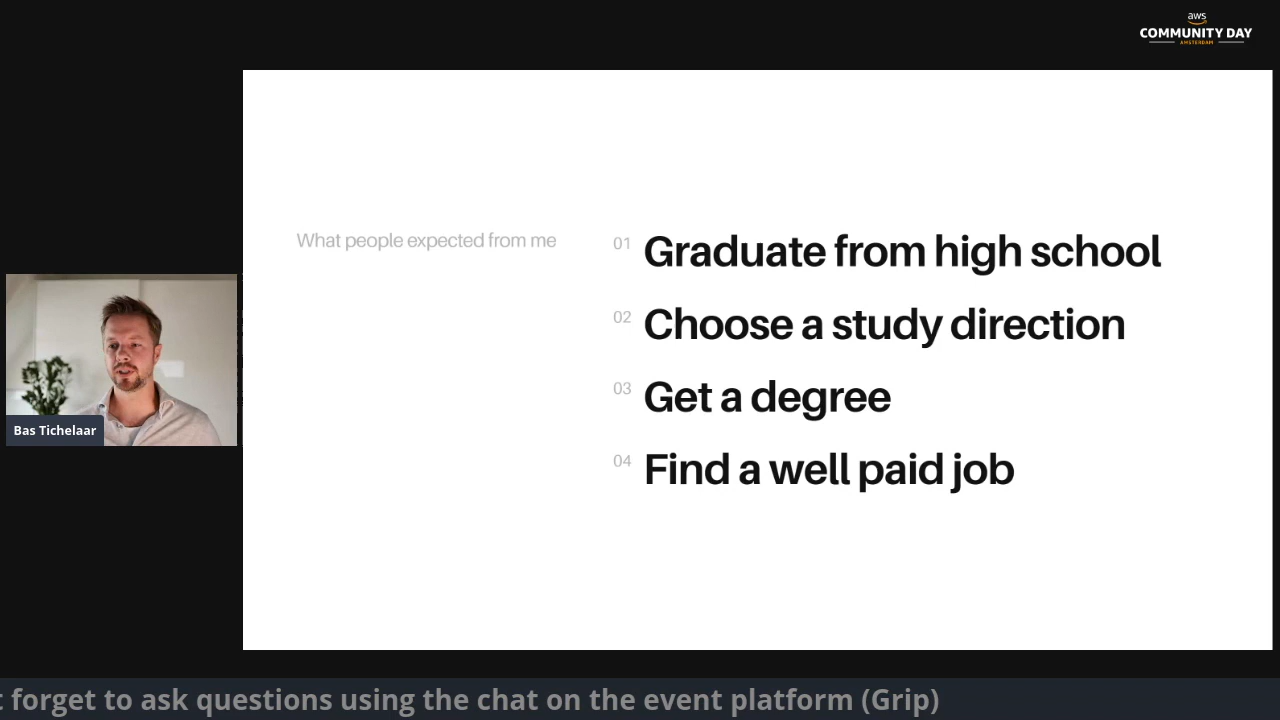 aws
COMMUNITY DAY
AMSTERDAM
What people expected from me
01 Graduate from high school
02 Choose a study direction
03 Get a degree
04 Find a well paid job
Bas Tichelaar
forget to ask questions using the chat on the event platform (Grip)